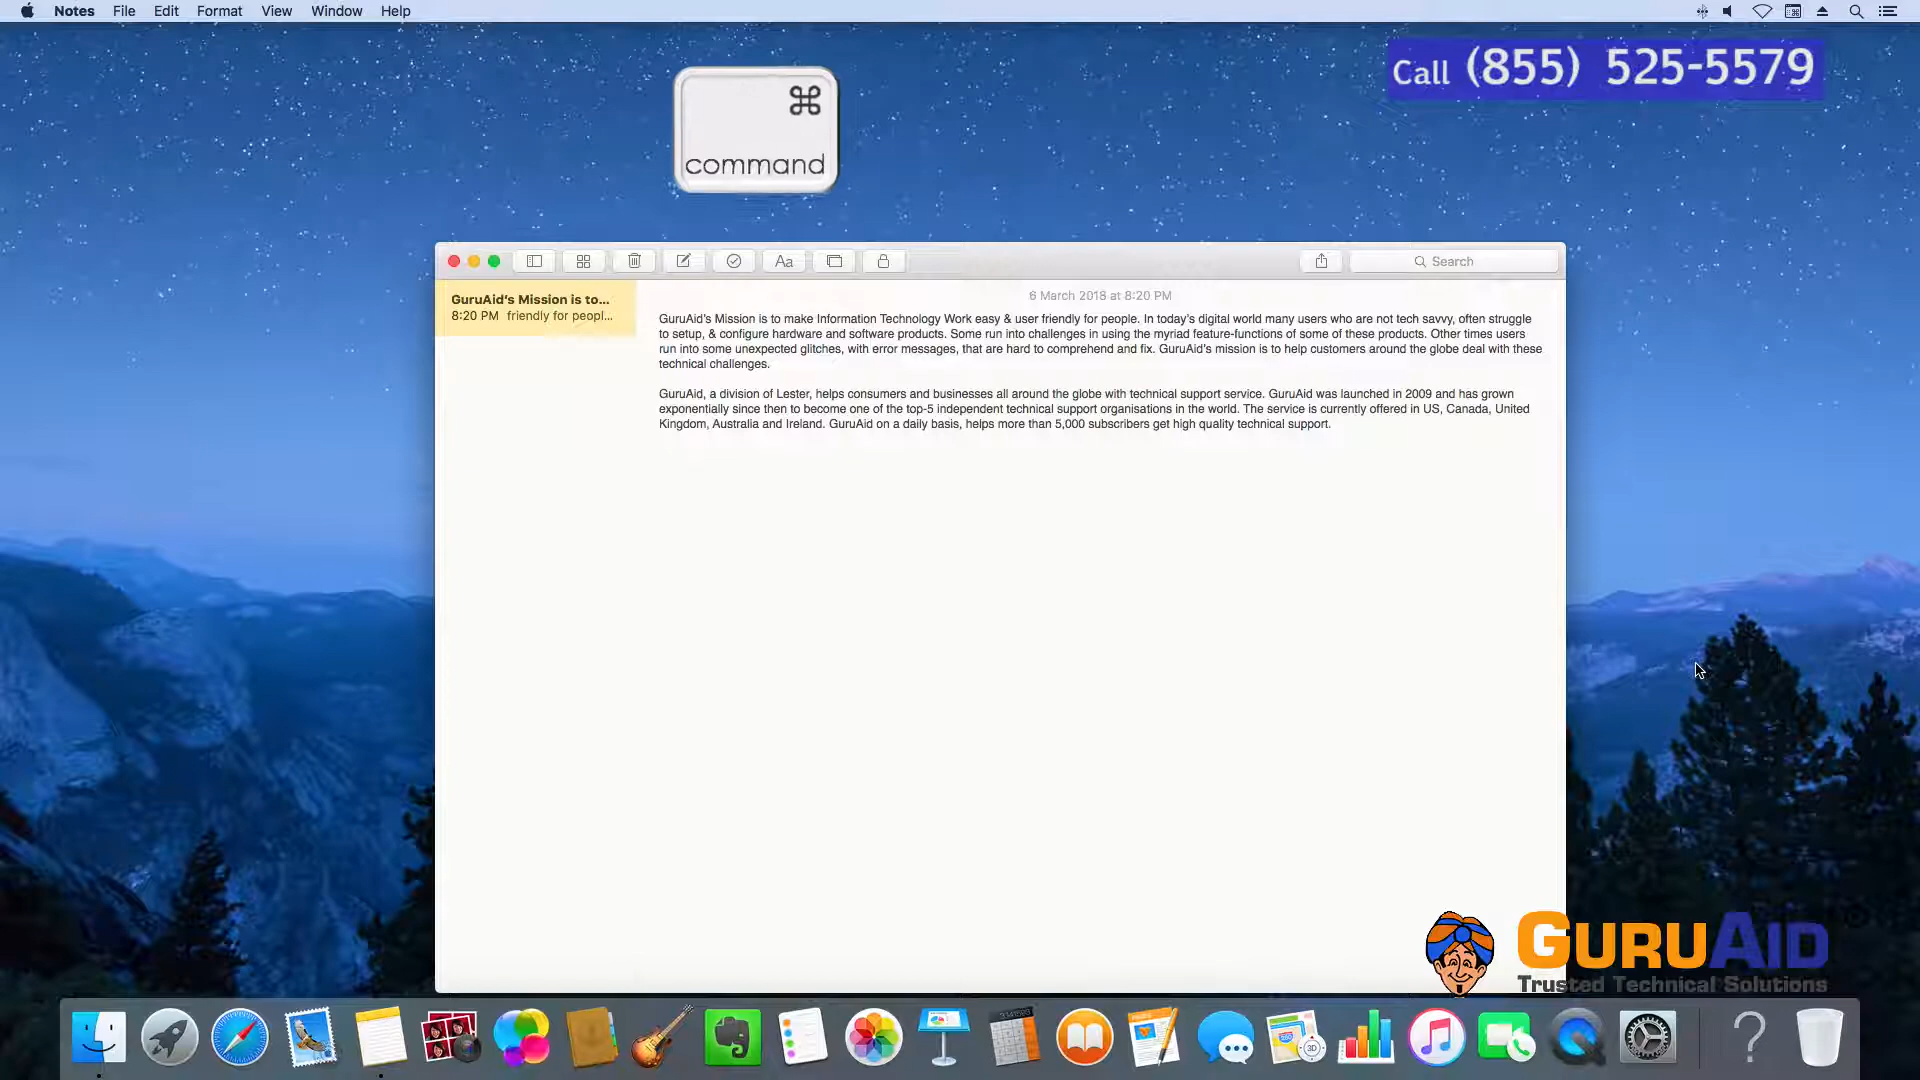 Notes File Edit Format View Window Help
Call (855) 525-5579
⌘
command
Aa
Search
GuruAid's Mission is to...
8:20 PM friendly for peopl...
6 March 2018 at 8:20 PM
GuruAid's Mission is to make Information Technology Work easy & user friendly for people. In today's digital world many users who are not tech savvy, often struggle
to setup, & configure hardware and software products. Some run into challenges in using the myriad feature-functions of some of these products. Other times users
run into some unexpected glitches, with error messages, that are hard to comprehend and fix. GuruAid's mission is to help customers around the globe deal with these
technical challenges.
GuruAid, a division of Lester, helps consumers and businesses all around the globe with technical support service. GuruAid was launched in 2009 and has grown
exponentially since then to become one of the top-5 independent technical support organisations in the world. The service is currently offered in US, Canada, United
Kingdom, Australia and Ireland. GuruAid on a daily basis, helps more than 5,000 subscribers get high quality technical support.
GURUAID
Trusted Technical Solutions